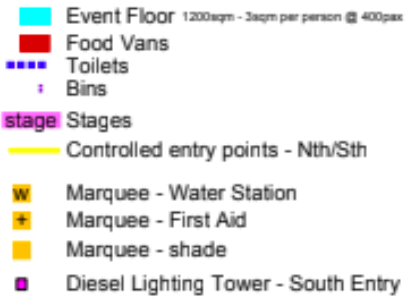 Event Floor 1200sqm - 3sqm per person @ 400pax
Food Vans
Toilets
Bins
stage Stages
Controlled entry points - Nth/Sth
W Marquee - Water Station
+ Marquee - First Aid
Marquee - shade
Diesel Lighting Tower - South Entry